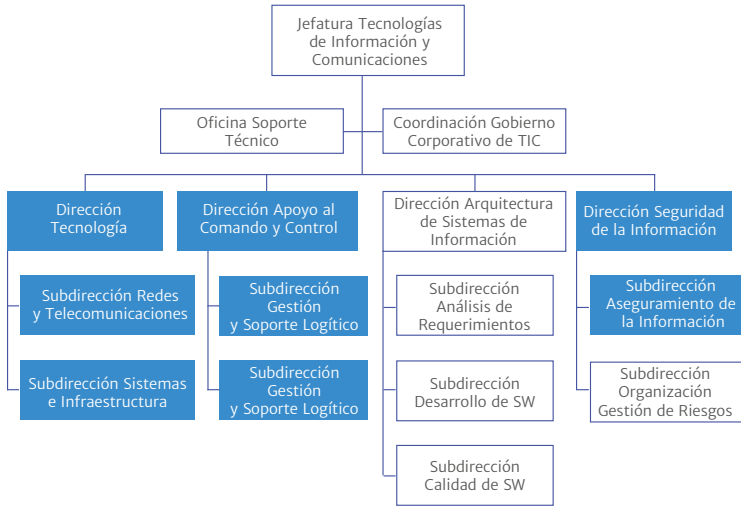 Jefatura Tecnologías
de Información y
Comunicaciones
Oficina Soporte
Técnico
Coordinación Gobierno
Corporativo de TIC
Dirección
Tecnología
Dirección Apoyo al
Comando y Control
Dirección Arquitectura
de Sistemas de
Información
Dirección Seguridad
de la Información
Subdirección Redes
y Telecomunicaciones
Subdirección
Gestión
y Soporte Logítico
Subdirección
Análisis de
Requerimientos
Subdirección
Aseguramiento de
la Información
Subdirección Sistemas
e Infraestructura
Subdirección
Gestión
y Soporte Logítico
Subdirección
Desarrollo de SW
Subdirección
Organización
Gestión de Riesgos
Subdirección
Calidad de SW